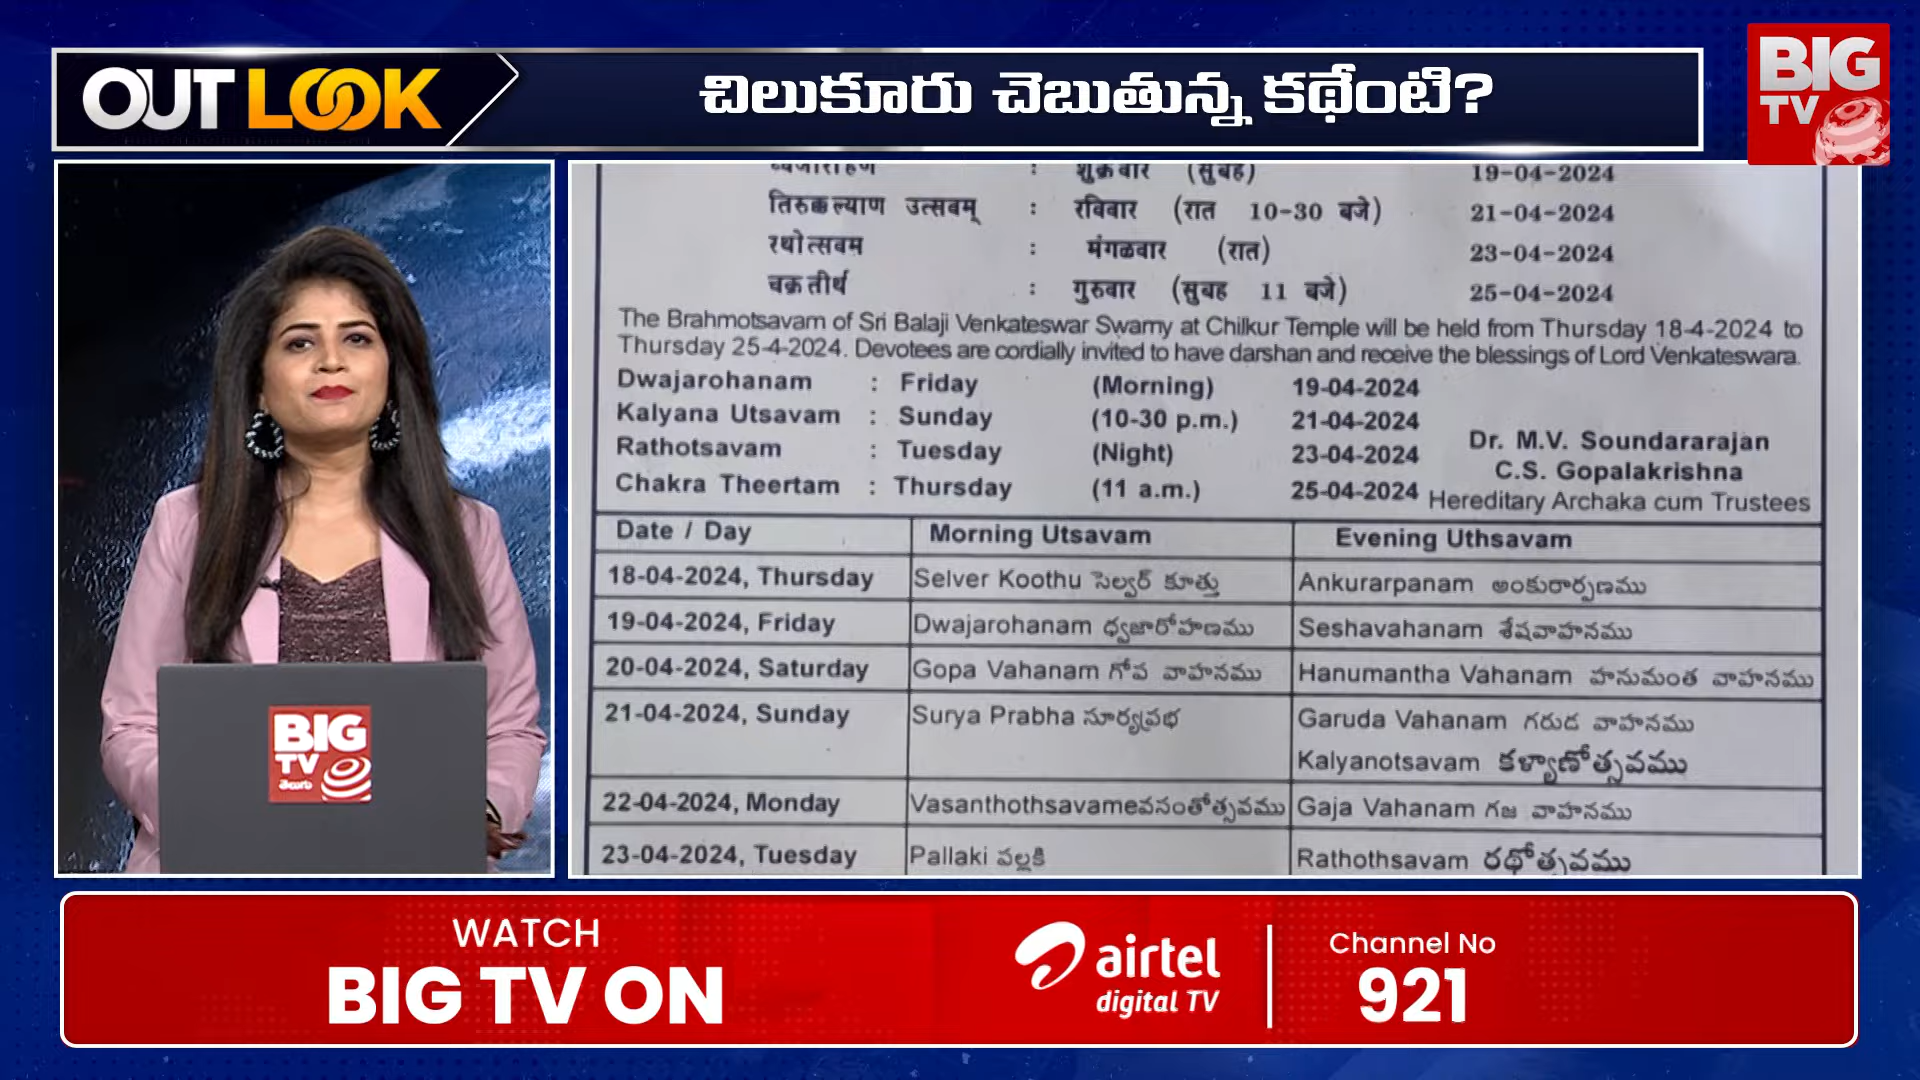 OUT LOOK
చిలుకూరు చెబుతున్న కథేంటి?
BIG
TV
शुक्रवार (सुबह) 19-04-2024
तिरुकल्याण उत्सवम् : रविवार (रात 10-30 बजे) 21-04-2024
रथोत्सवम : मंगळवार (रात) 23-04-2024
चक्रतीर्थ : गुरुवार (सुबह 11 बजे) 25-04-2024
The Brahmotsavam of Sri Balaji Venkateswar Swamy at Chilkur Temple will be held from Thursday 18-4-2024 to
Thursday 25-4-2024. Devotees are cordially invited to have darshan and receive the blessings of Lord Venkateswara.
Dwajarohanam : Friday (Morning) 19-04-2024
Kalyana Utsavam : Sunday (10-30 p.m.) 21-04-2024
Rathotsavam : Tuesday (Night) 23-04-2024
Chakra Theertam : Thursday (11 a.m.) 25-04-2024
Dr. M.V. Soundararajan
C.S. Gopalakrishna
Hereditary Archaka cum Trustees
Date / Day Morning Utsavam Evening Uthsavam
18-04-2024, Thursday Selver Koothu సెల్వర్ కూత్తు Ankurarpanam అంకురార్పణము
19-04-2024, Friday Dwajarohanam ధ్వజారోహణము Seshavahanam శేషవాహనము
20-04-2024, Saturday Gopa Vahanam గోప వాహనము Hanumantha Vahanam హనుమంత వాహనము
21-04-2024, Sunday Surya Prabha సూర్యప్రభ Garuda Vahanam గరుడ వాహనము
Kalyanotsavam కళ్యాణోత్సవము
22-04-2024, Monday Vasanthothsavameవసంతోత్సవము Gaja Vahanam గజ వాహనము
23-04-2024, Tuesday Pallaki పల్లకి Rathothsavam రథోత్సవము
BIG
TV
తెలుగు
WATCH
BIG TV ON
airtel
digital TV
Channel No
921